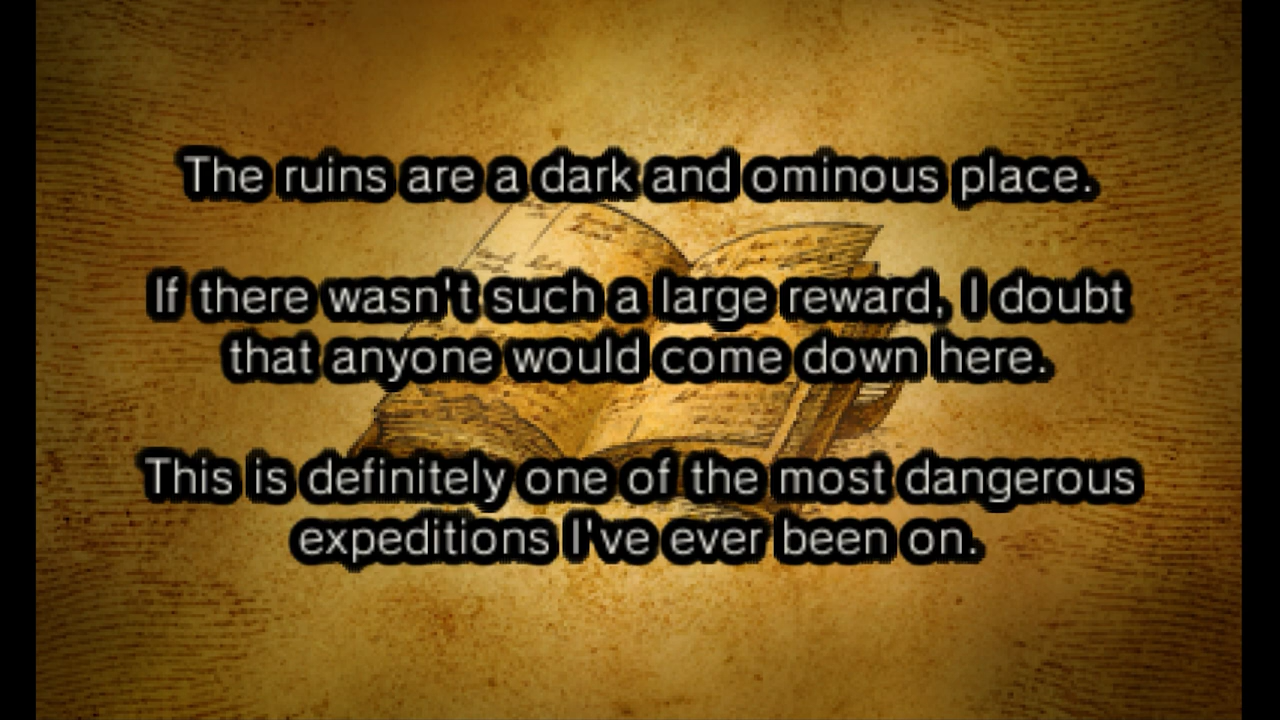 The ruins are a dark and ominous place.
If there wasn't such a large reward, I doubt
that anyone would come down here.
This is definitely one of the most dangerous
expeditions I've ever been on.